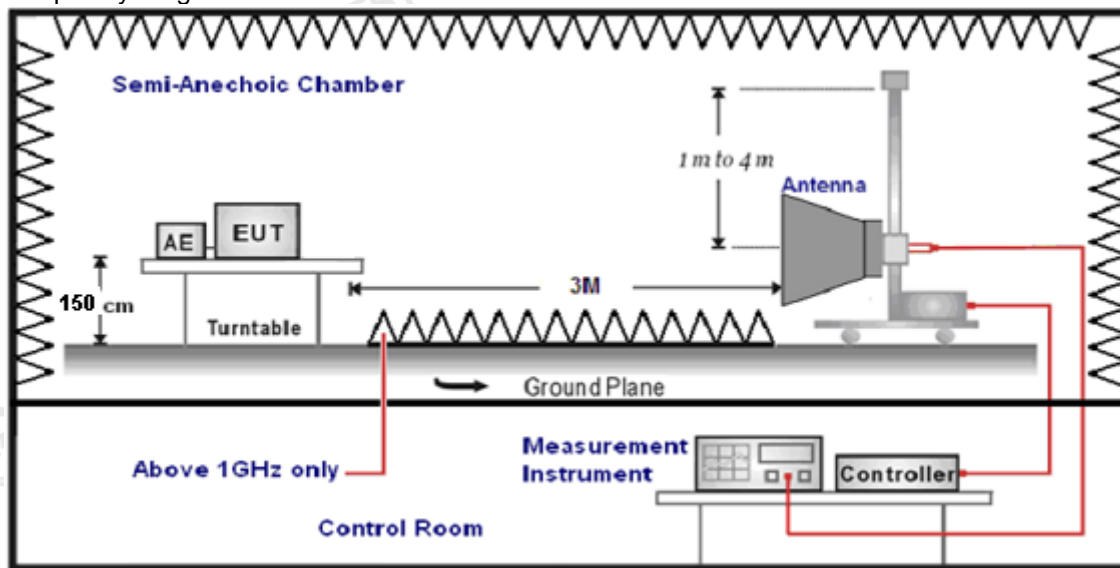 Semi-Anechoic Chamber
1 m to 4 m
Antenna
AE
EUT
150 cm
3M
Turntable
Ground Plane
Above 1GHz only
Measurement
Instrument
Controller
Control Room